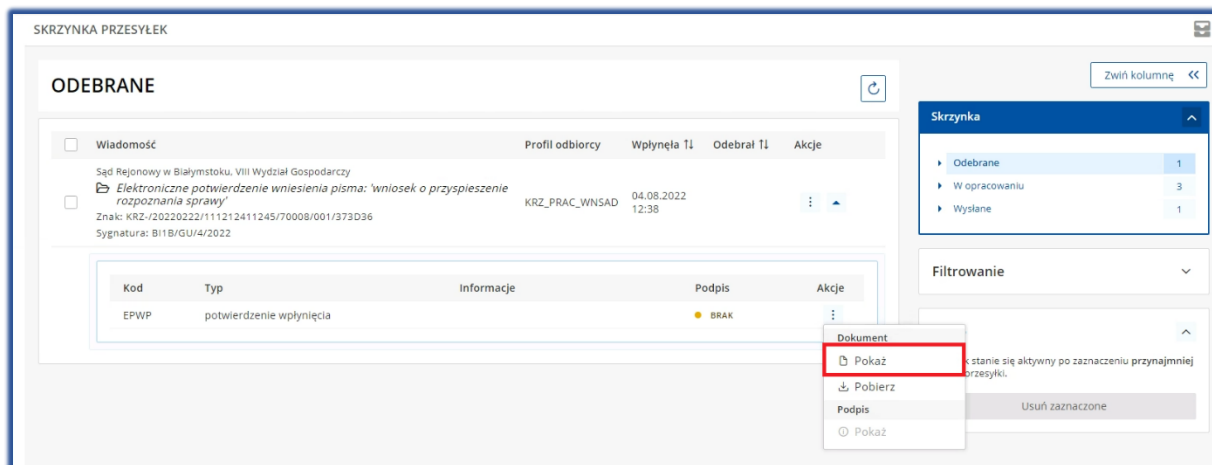 SKRZYNKA PRZESYŁEK
ODEBRANE
Wiadomość Profil odbiorcy Wpłynęła Odebrał Akcje
Sąd Rejonowy w Białymstoku, VIII Wydział Gospodarczy
Elektroniczne potwierdzenie wniesienia pisma: 'wniosek o przyspieszenie
rozpoznania sprawy'
Znak: KRZ-/20220222/111212411245/70008/001/373D36
Sygnatura: BI1B/GU/4/2022
KRZ_PRAC_WNSAD
04.08.2022
12:38
Kod Typ Informacje Podpis Akcje
EPWP potwierdzenie wpłynięcia BRAK
Dokument
Pokaż
Pobierz
Podpis
Pokaż
Zwiń kolumnę
Skrzynka
Odebrane 1
W opracowaniu 3
Wysłane 1
Filtrowanie
stanie się aktywny po zaznaczeniu przynajmniej
przesyłki.
Usuń zaznaczone